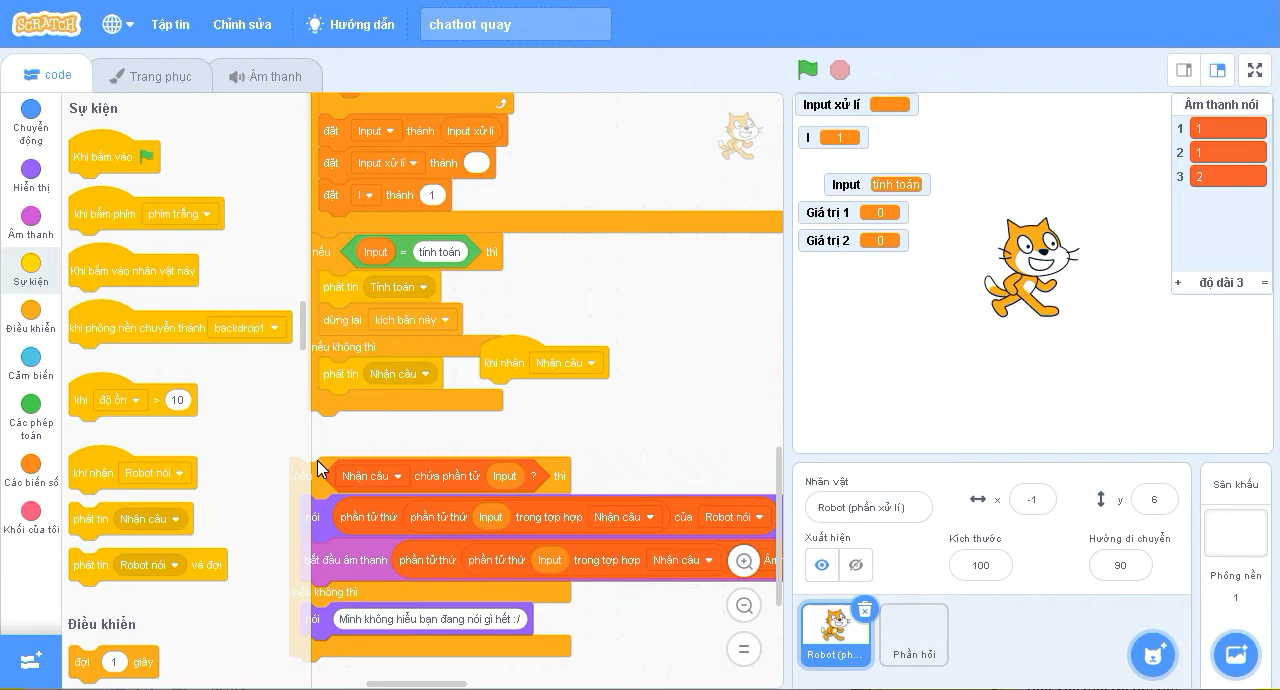 SCRATCH
Tập tin
Chỉnh sửa
Hướng dẫn
chatbot quay
code
Trang phục
Âm thanh
Chuyển động
Hiển thị
Âm thanh
Sự kiện
Điều khiển
Cảm biến
Các phép toán
Các biến số
Khối của tôi
Sự kiện
Khi bấm vào
khi bấm phím phím trắng
Khi bấm vào nhân vật này
khi phông nền chuyển thành backdrop1
khi độ ồn > 10
khi nhận Robot nói
phát tin Nhận câu
phát tin Robot nói và đợi
Điều khiển
đợi 1 giây
đặt Input thành Input xử lí
đặt Input xử lí thành
đặt I thành 1
nếu Input = tính toán thì
phát tin Tính toán
dừng lại kịch bản này
nếu không thì
phát tin Nhận câu
khi nhận Nhận câu
nếu Nhận câu chứa phần tử Input ? thì
nói phần tử thứ phần tử thứ Input trong tợp hợp Nhận câu của Robot nói
bắt đầu âm thanh phần tử thứ phần tử thứ Input trong tợp hợp Nhận câu
nếu không thì
nói Mình không hiểu bạn đang nói gì hết :/
Input xử lí
I 1
Input tính toán
Giá trị 1 0
Giá trị 2 0
Âm thanh nói
1 1
2 1
3 2
+ độ dài 3 =
Nhân vật
Robot (phần xử lí)
x -1
y 6
Xuất hiện
Kích thước
100
Hướng di chuyển
90
Robot (ph...
Phần hồi
Sân khấu
Phông nền
1